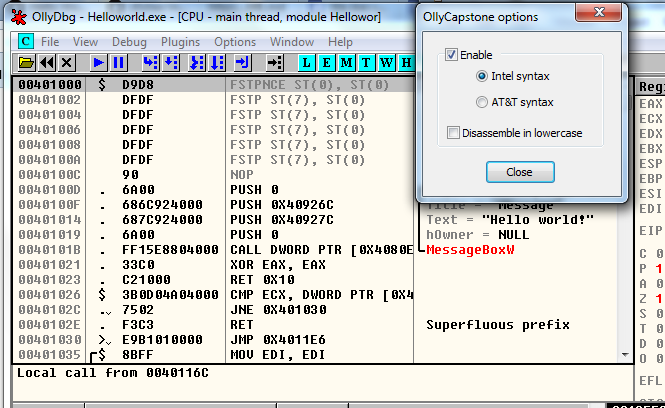 OllyDbg - Helloworld.exe - [CPU - main thread, module Hellowor]
C File View Debug Plugins Options Window Help
L E M T W H
00401000 $ D9D8 FSTPNCE ST(0), ST(0)
00401002 DFDF FSTP ST(7), ST(0)
00401004 DFDF FSTP ST(7), ST(0)
00401006 DFDF FSTP ST(7), ST(0)
00401008 DFDF FSTP ST(7), ST(0)
0040100A DFDF FSTP ST(7), ST(0)
0040100C 90 NOP
0040100D . 6A00 PUSH 0
0040100F . 686C924000 PUSH 0X40926C Title = "Message"
00401014 . 687C924000 PUSH 0X40927C Text = "Hello world!"
00401019 . 6A00 PUSH 0 hOwner = NULL
0040101B . FF15E8804000 CALL DWORD PTR [0X4080E MessageBoxW
00401021 . 33C0 XOR EAX, EAX
00401023 . C21000 RET 0X10
00401026 $ 3B0D04A04000 CMP ECX, DWORD PTR [0X4
0040102C . 7502 JNE 0X401030
0040102E . F3C3 RET Superfluous prefix
00401030 > E9B1010000 JMP 0X4011E6
00401035 $ 8BFF MOV EDI, EDI
Local call from 0040116C
OllyCapstone options
Enable
Intel syntax
AT&T syntax
Disassemble in lowercase
Close
Regi
EAX
ECX
EDX
EBX
ESP
EBP
ESI
EDI
EIP
C 0
P 1
A 0
Z 1
S 0
T 0
D 0
O 0
EFL